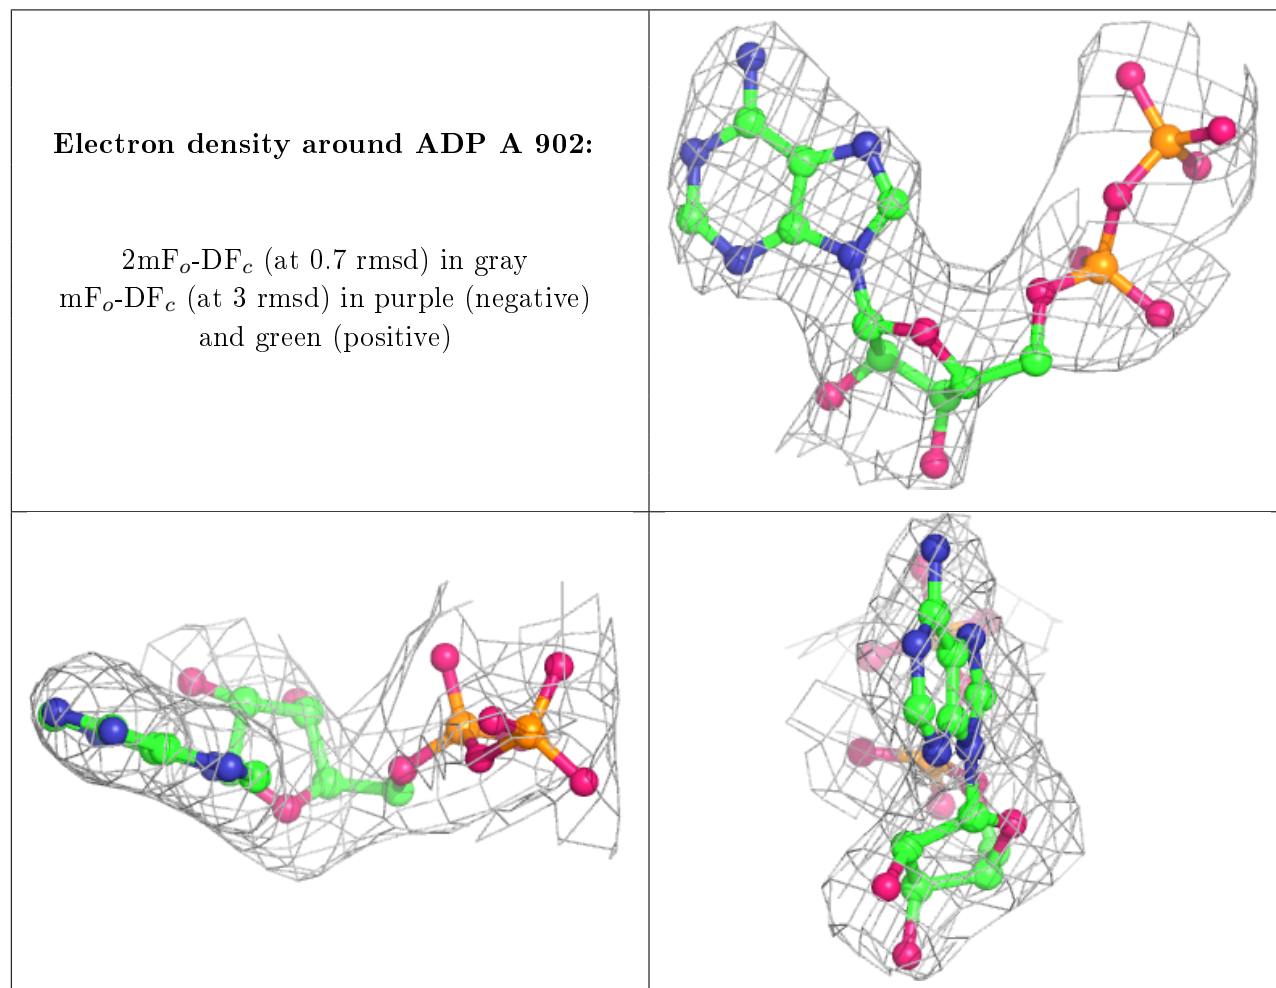 Electron density around ADP A 902:
2mFₒ-DF𝒸 (at 0.7 rmsd) in gray
mFₒ-DF𝒸 (at 3 rmsd) in purple (negative)
and green (positive)